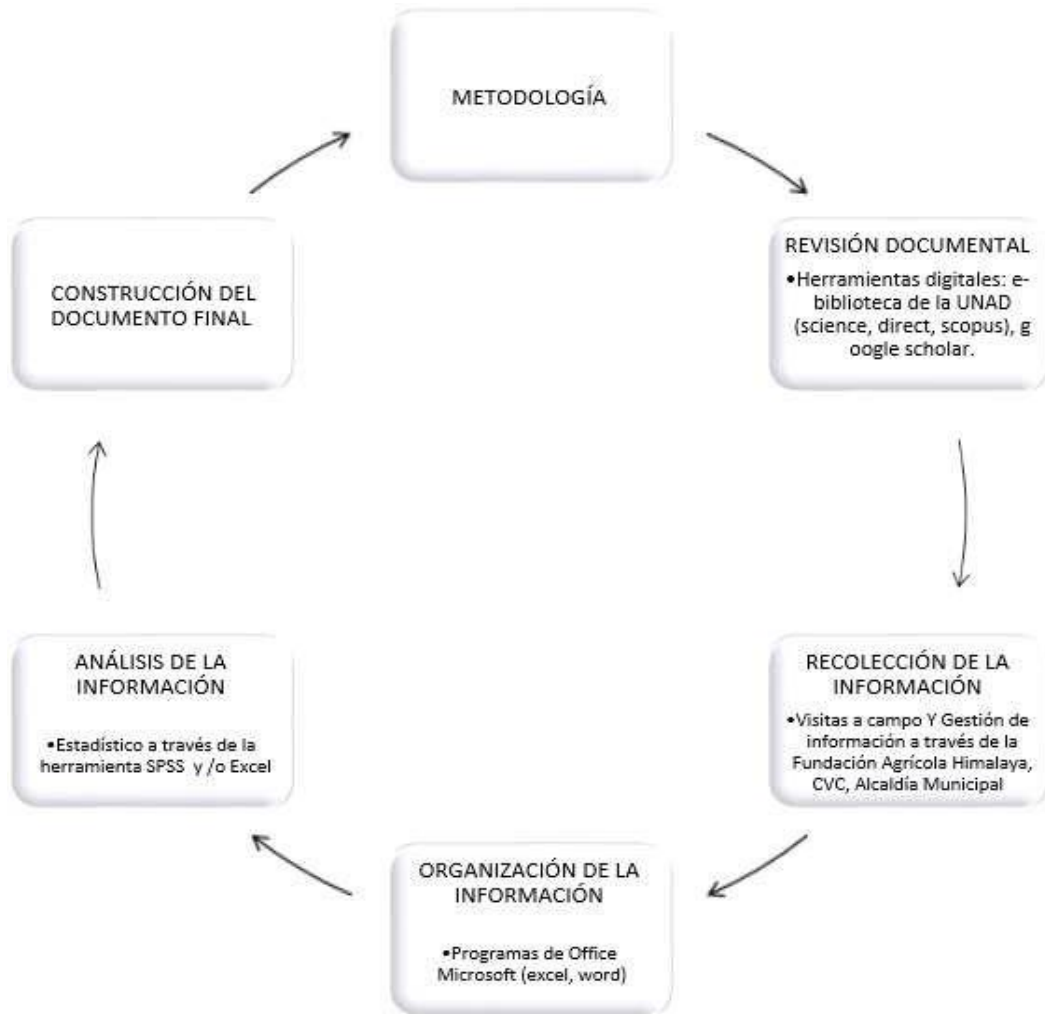 METODOLOGÍA
REVISIÓN DOCUMENTAL
•Herramientas digitales: e-
biblioteca de la UNAD
(science, direct, scopus), g
oogle scholar.
RECOLECCIÓN DE LA
INFORMACIÓN
•Visitas a campo Y Gestión de
información a través de la
Fundación Agrícola Himalaya,
CVC, Alcaldía Municipal
ORGANIZACIÓN DE LA
INFORMACIÓN
•Programas de Office
Microsoft (excel, word)
ANÁLISIS DE LA
INFORMACIÓN
•Estadístico a través de la
herramienta SPSS y /o Excel
CONSTRUCCIÓN DEL
DOCUMENTO FINAL